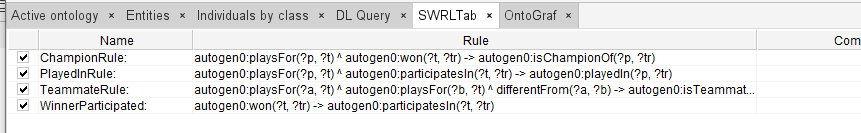 Active ontology × Entities × Individuals by class × DL Query × SWRLTab × OntoGraf ×
Name Rule Com
ChampionRule: autogen0:playsFor(?p, ?t) ^ autogen0:won(?t, ?tr) -> autogen0:isChampionOf(?p, ?tr)
PlayedInRule: autogen0:playsFor(?p, ?t) ^ autogen0:participatesIn(?t, ?tr) -> autogen0:playedIn(?p, ?tr)
TeammateRule: autogen0:playsFor(?a, ?t) ^ autogen0:playsFor(?b, ?t) ^ differentFrom(?a, ?b) -> autogen0:isTeammat...
WinnerParticipated: autogen0:won(?t, ?tr) -> autogen0:participatesIn(?t, ?tr)